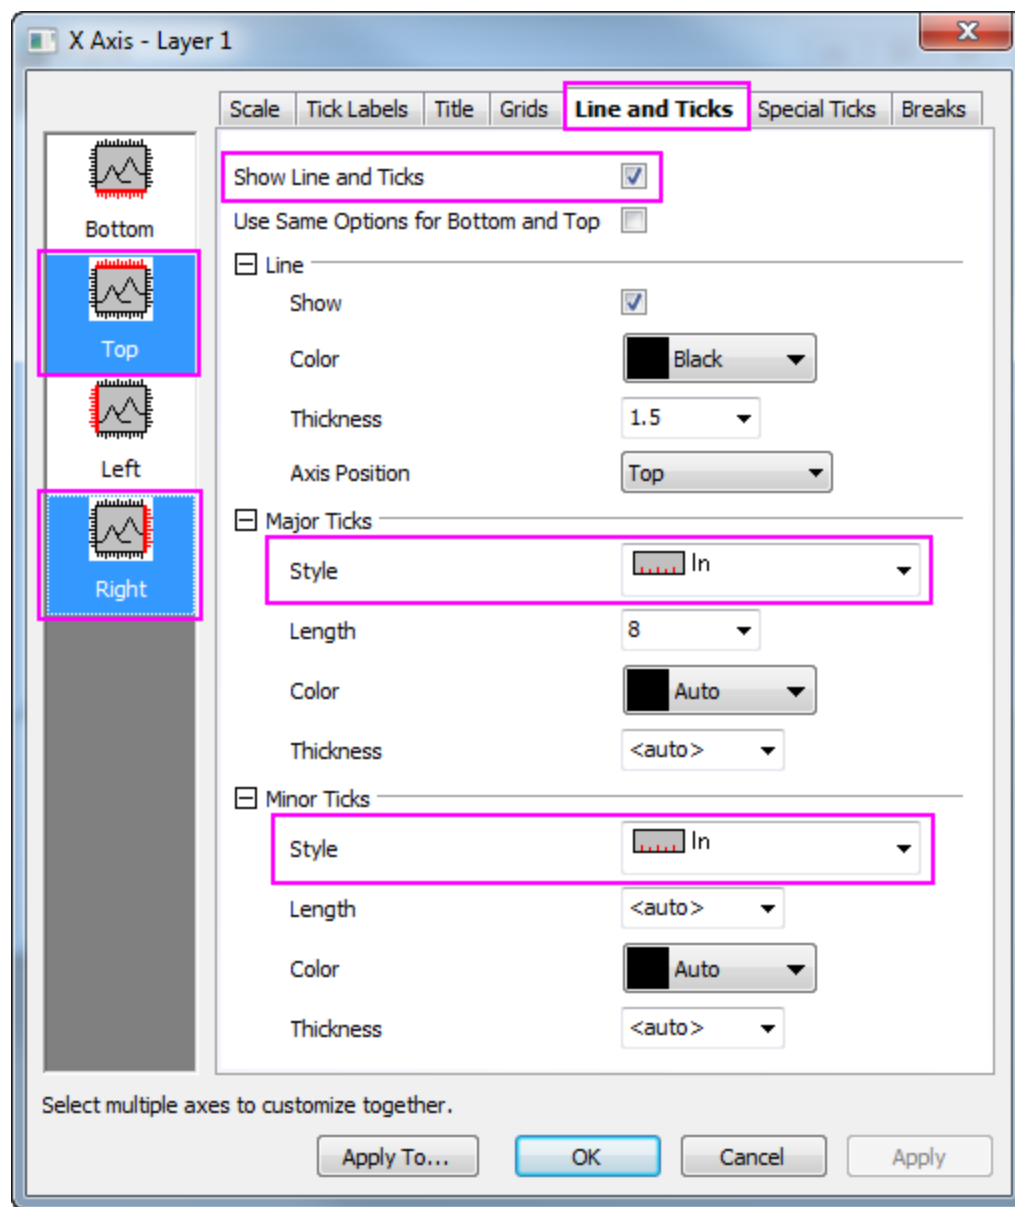 X Axis - Layer 1
Scale Tick Labels Title Grids Line and Ticks Special Ticks Breaks
Bottom
Top
Left
Right
Show Line and Ticks
Use Same Options for Bottom and Top
Line
Show
Color Black
Thickness 1.5
Axis Position Top
Major Ticks
Style In
Length 8
Color Auto
Thickness <auto>
Minor Ticks
Style In
Length <auto>
Color Auto
Thickness <auto>
Select multiple axes to customize together.
Apply To... OK Cancel Apply